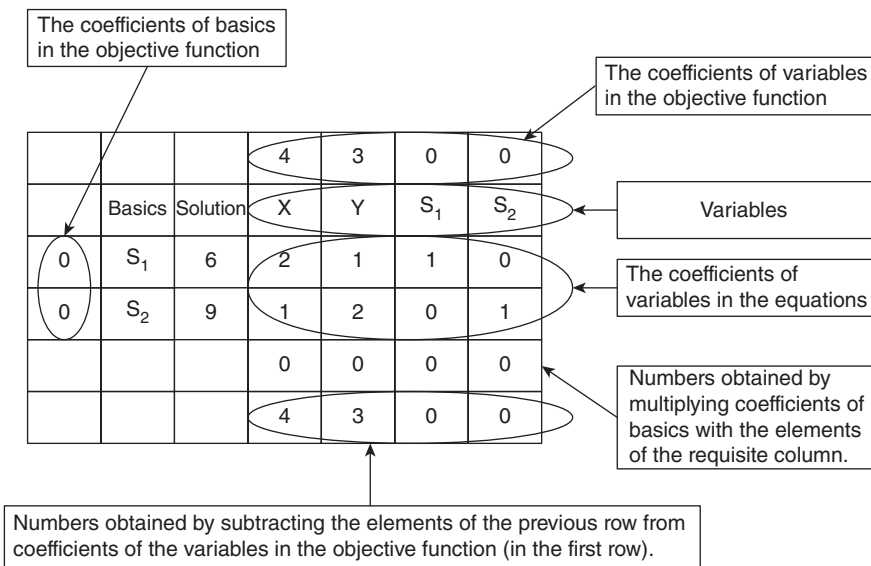 The coefficients of basics
in the objective function
The coefficients of variables
in the objective function
4 3 0 0
Basics Solution X Y S₁ S₂
Variables
0 S₁ 6 2 1 1 0
The coefficients of
variables in the equations
0 S₂ 9 1 2 0 1
0 0 0 0
Numbers obtained by
multiplying coefficients of
basics with the elements
of the requisite column.
4 3 0 0
Numbers obtained by subtracting the elements of the previous row from
coefficients of the variables in the objective function (in the first row).